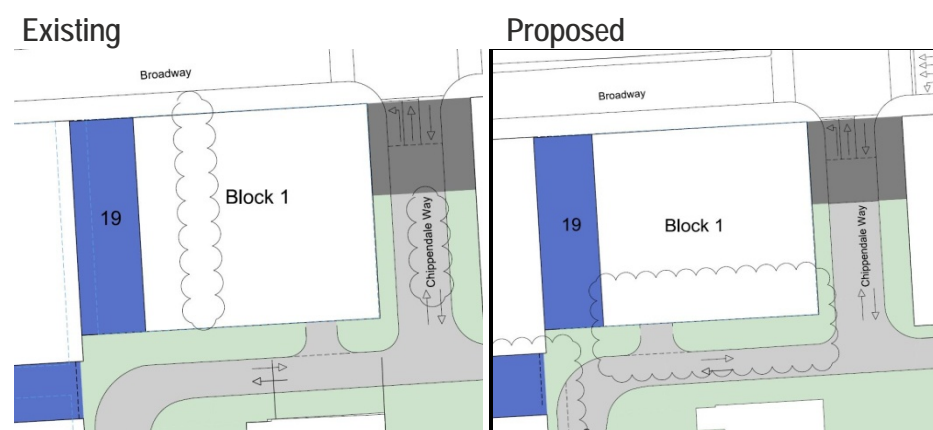 Existing
Broadway
19
Block 1
Chippendale Way
Proposed
Broadway
19
Block 1
Chippendale Way